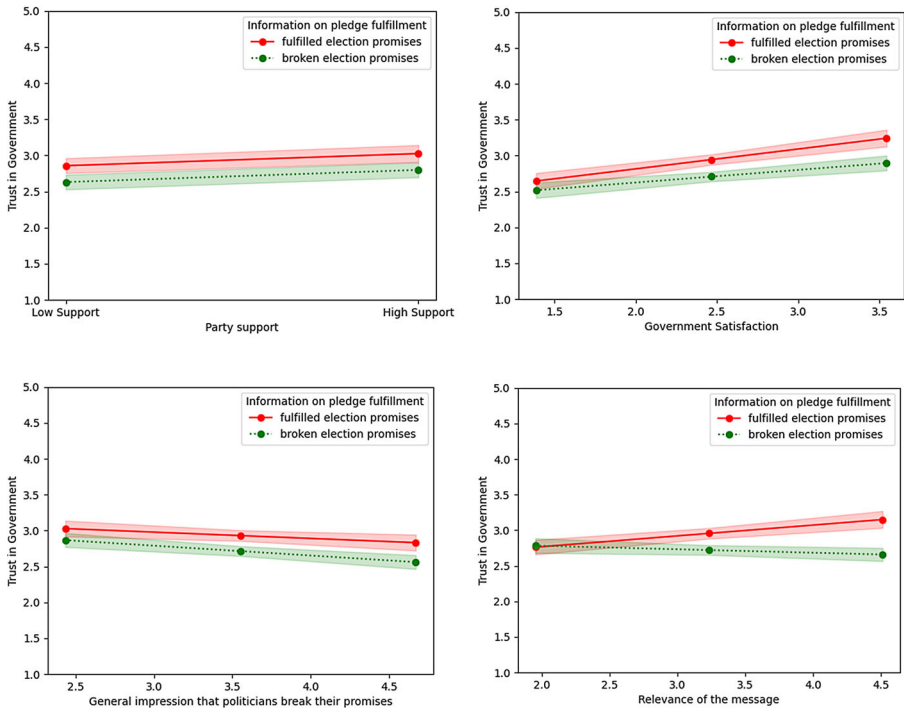 Information on pledge fulfillment
fulfilled election promises
broken election promises
5.0
4.5
4.0
3.5
3.0
2.5
2.0
1.5
1.0
Trust in Government
Low Support
High Support
Party support
Information on pledge fulfillment
fulfilled election promises
broken election promises
5.0
4.5
4.0
3.5
3.0
2.5
2.0
1.5
1.0
Trust in Government
1.5 2.0 2.5 3.0 3.5
Government Satisfaction
Information on pledge fulfillment
fulfilled election promises
broken election promises
5.0
4.5
4.0
3.5
3.0
2.5
2.0
1.5
1.0
Trust in Government
2.5 3.0 3.5 4.0 4.5
General impression that politicians break their promises
Information on pledge fulfillment
fulfilled election promises
broken election promises
5.0
4.5
4.0
3.5
3.0
2.5
2.0
1.5
1.0
Trust in Government
2.0 2.5 3.0 3.5 4.0 4.5
Relevance of the message